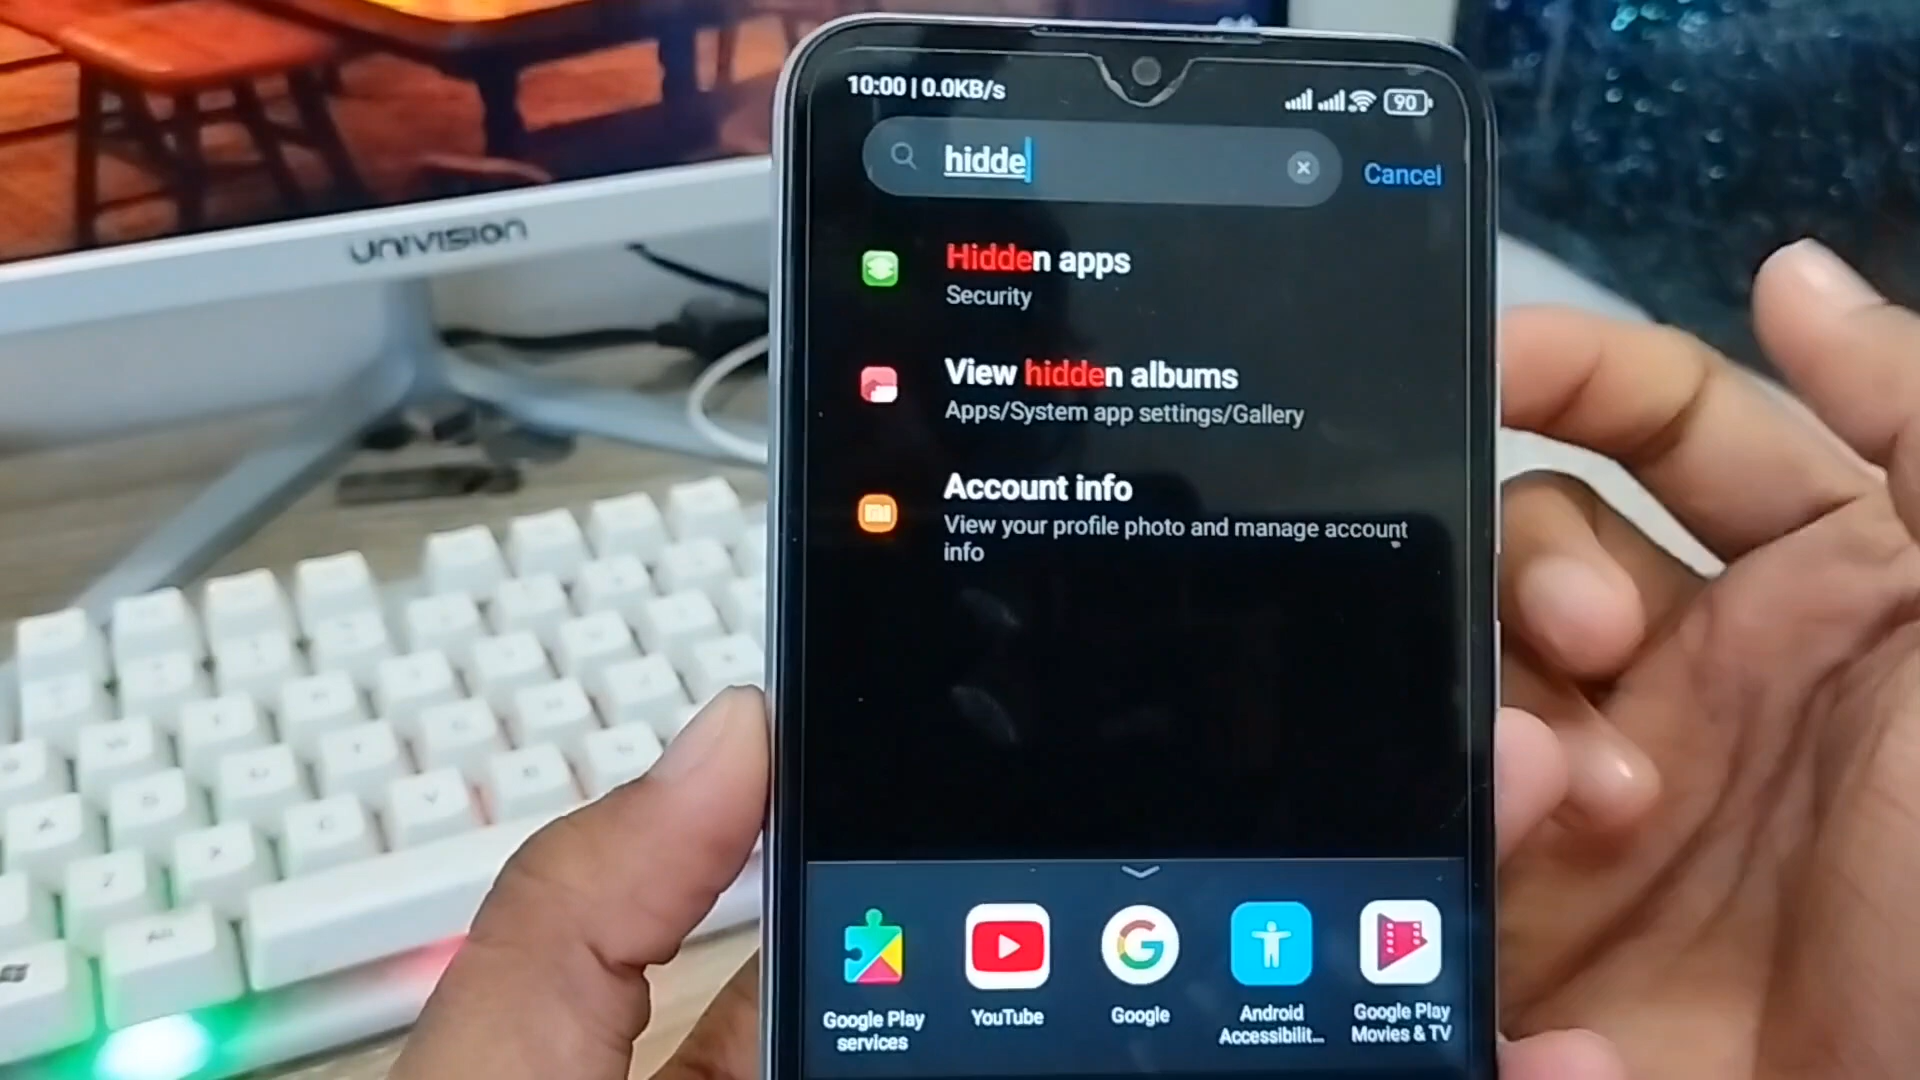 UNIVISION
10:00 | 0.0KB/s
90
hidde
Cancel
Hidden apps
Security
View hidden albums
Apps/System app settings/Gallery
Account info
View your profile photo and manage account
info
Google Play
services
YouTube
Google
Android
Accessibilit...
Google Play
Movies & TV